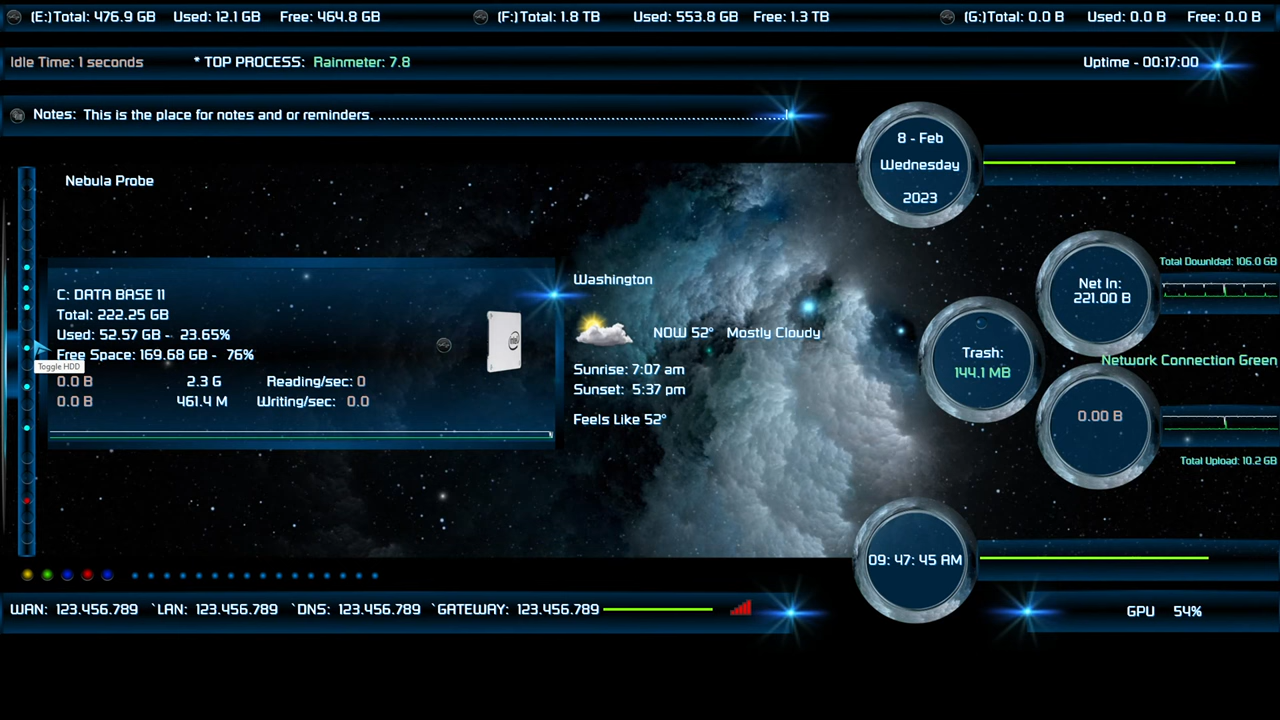 (E:)Total: 476.9 GB Used: 12.1 GB Free: 464.8 GB (F:)Total: 1.8 TB Used: 553.8 GB Free: 1.3 TB (G:)Total: 0.0 B Used: 0.0 B Free: 0.0 B
Idle Time: 1 seconds * TOP PROCESS: Rainmeter: 7.8 Uptime - 00:17:00
Notes: This is the place for notes and or reminders. ........................................................................................................
8 - Feb
Wednesday
2023
Nebula Probe
C: DATA BASE 11
Total: 222.25 GB
Used: 52.57 GB - 23.65%
Free Space: 169.68 GB - 76%
Toggle HDD
0.0 B 2.3 G Reading/sec: 0
0.0 B 461.4 M Writing/sec: 0.0
intel
Washington
NOW 52° Mostly Cloudy
Sunrise: 7:07 am
Sunset: 5:37 pm
Feels Like 52°
Total Download: 106.0 GB
Net In:
221.00 B
Trash:
144.1 MB
Network Connection Green
0.00 B
Total Upload: 10.2 GB
09: 47: 45 AM
WAN: 123.456.789 `LAN: 123.456.789 `DNS: 123.456.789 `GATEWAY: 123.456.789
GPU 54%